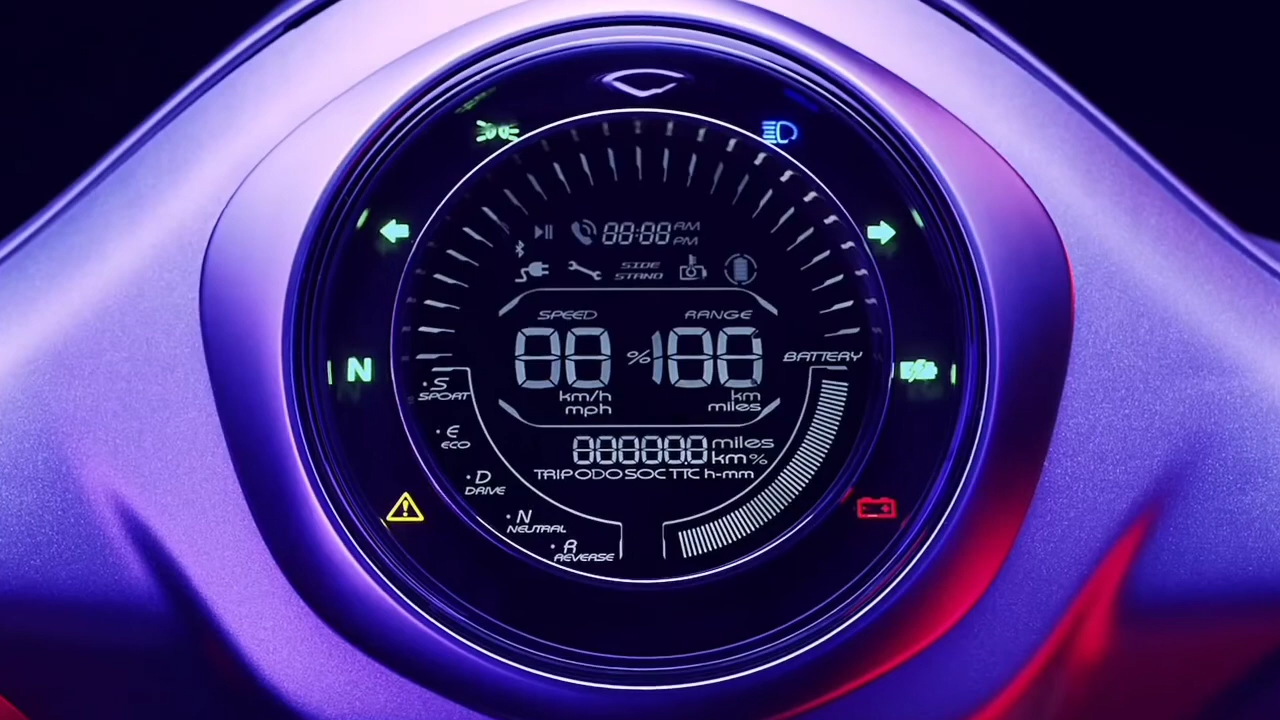 88:88 AM
PM
SIDE
STAND
SPEED RANGE
88 % 188
km/h km
mph miles
BATTERY
N
S
SPORT
E
ECO
888888 miles
km %
TRIP ODO SOC TTC h-mm
D
DRIVE
N
NEUTRAL
R
REVERSE